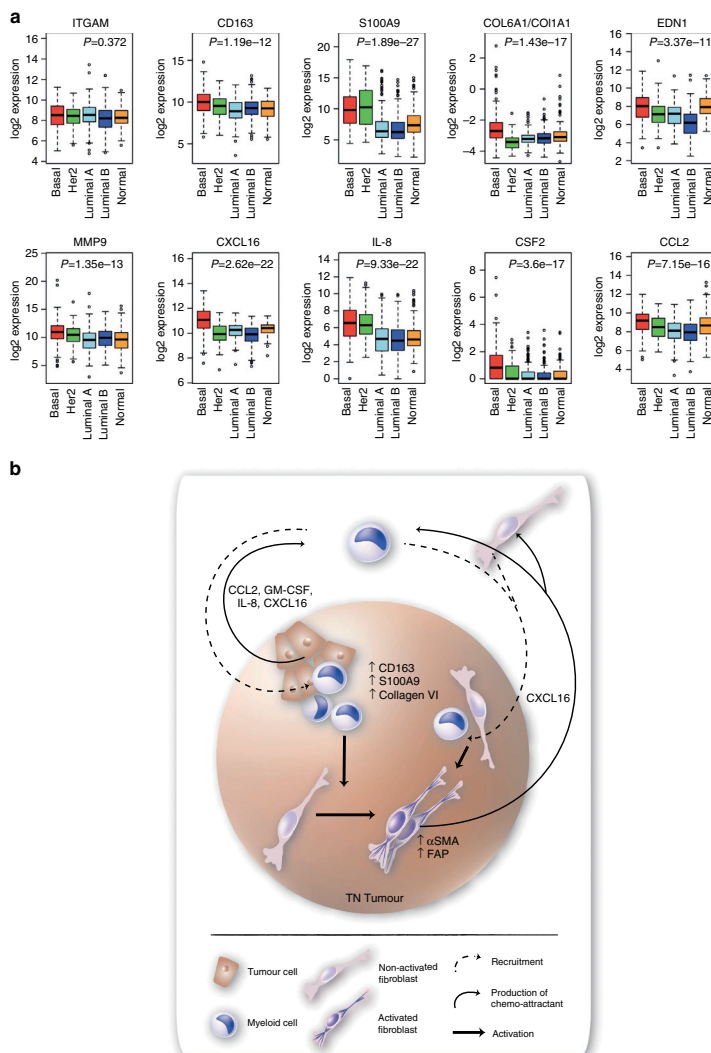 a
ITGAM
P=0.372
log2 expression
16
14
12
10
8
6
4
Basal
Her2
Luminal A
Luminal B
Normal
CD163
P=1.19e–12
log2 expression
15
10
5
Basal
Her2
Luminal A
Luminal B
Normal
S100A9
P=1.89e–27
log2 expression
20
15
10
5
Basal
Her2
Luminal A
Luminal B
Normal
COL6A1/COl1A1
P=1.43e–17
log2 expression
2
0
–2
–4
Basal
Her2
Luminal A
Luminal B
Normal
EDN1
P=3.37e–11
log2 expression
16
14
12
10
8
6
2
Basal
Her2
Luminal A
Luminal B
Normal
MMP9
P=1.35e–13
log2 expression
25
20
15
10
5
Basal
Her2
Luminal A
Luminal B
Normal
CXCL16
P=2.62e–22
log2 expression
16
14
12
10
8
6
Basal
Her2
Luminal A
Luminal B
Normal
IL-8
P=9.33e–22
log2 expression
14
12
10
8
6
4
2
0
Basal
Her2
Luminal A
Luminal B
Normal
CSF2
P=3.6e–17
log2 expression
8
6
4
2
0
Basal
Her2
Luminal A
Luminal B
Normal
CCL2
P=7.15e–16
log2 expression
16
14
12
10
8
6
4
2
Basal
Her2
Luminal A
Luminal B
Normal
b
CCL2, GM-CSF,
IL-8, CXCL16
↑ CD163
↑ S100A9
↑ Collagen VI
CXCL16
↑ αSMA
↑ FAP
TN Tumour
Tumour cell
Non-activated
fibroblast
Recruitment
Production of
chemo-attractant
Myeloid cell
Activated
fibroblast
Activation